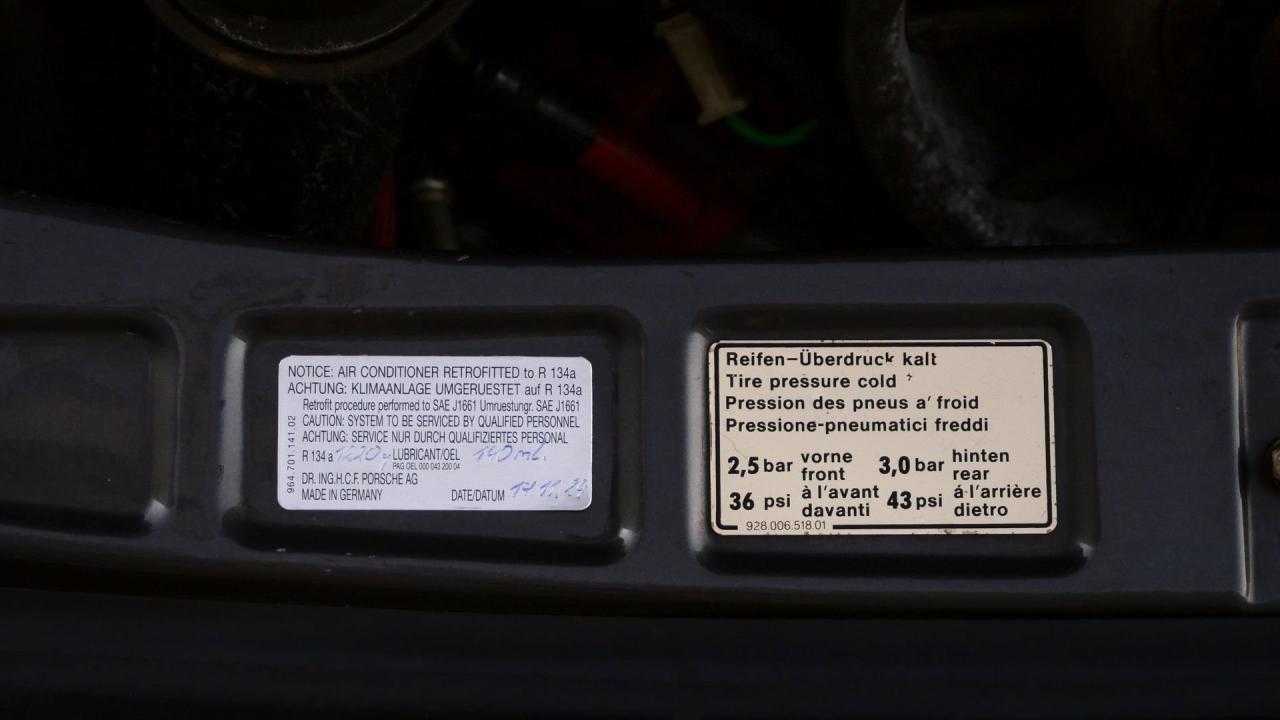 NOTICE: AIR CONDITIONER RETROFITTED to R 134a
ACHTUNG: KLIMAANLAGE UMGERUESTET auf R 134a
Retrofit procedure performed to SAE J1661 Umruestungr. SAE J1661
CAUTION: SYSTEM TO BE SERVICED BY QUALIFIED PERSONNEL
ACHTUNG: SERVICE NUR DURCH QUALIFIZIERTES PERSONAL
R 134 a LUBRICANT/OEL 140 ml.
PAG OEL 000 043 200 04
DR. ING.H.C.F. PORSCHE AG
MADE IN GERMANY DATE/DATUM
964.701.141.02
Reifen-Überdruck kalt
Tire pressure cold
Pression des pneus a' froid
Pressione-pneumatici freddi
2,5 bar vorne front 3,0 bar hinten rear
36 psi à l'avant davanti 43 psi á l'arrière dietro
928.006.518.01